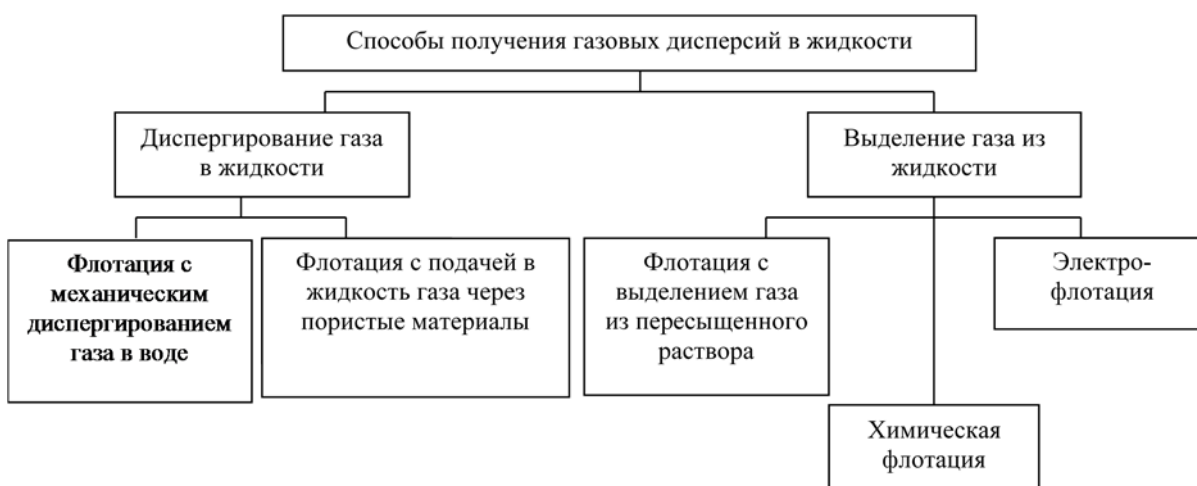 Способы получения газовых дисперсий в жидкости
Диспергирование газа
в жидкости
Выделение газа из
жидкости
Флотация с
механическим
диспергированием
газа в воде
Флотация с подачей в
жидкость газа через
пористые материалы
Флотация с
выделением газа
из пересыщенного
раствора
Электро-
флотация
Химическая
флотация